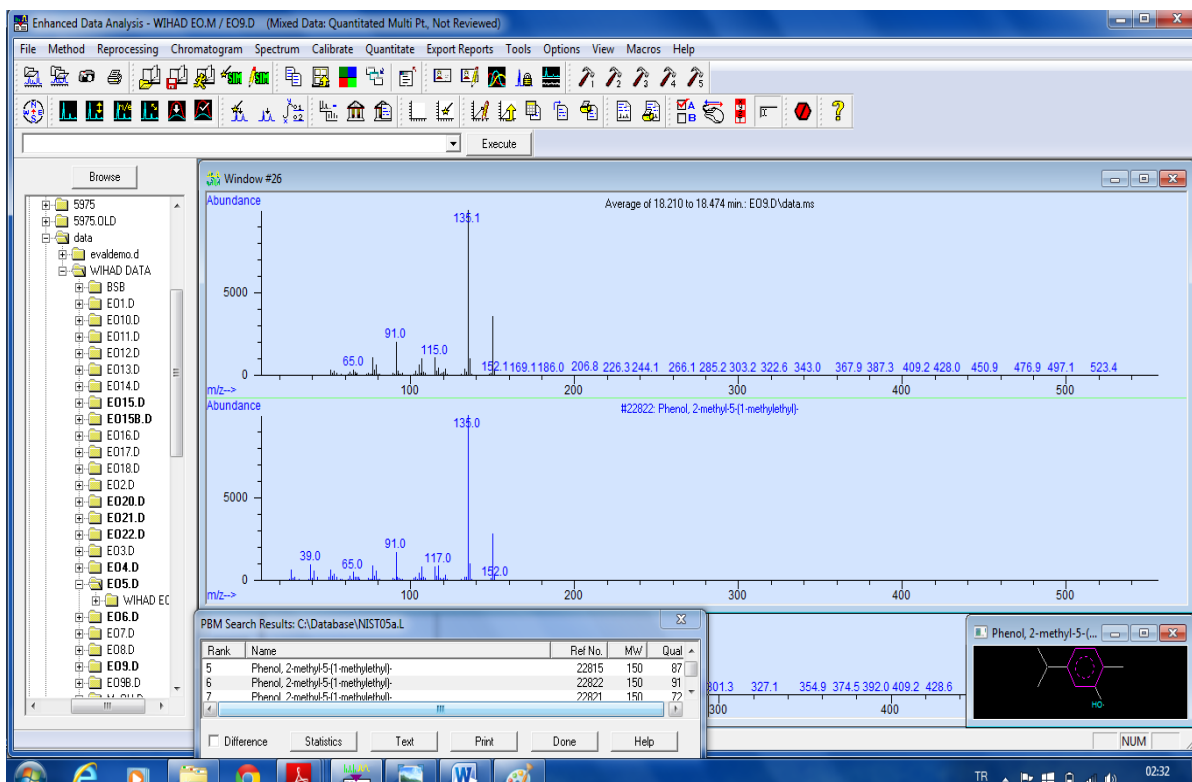 Enhanced Data Analysis - WIHAD EO.M / EO9.D (Mixed Data: Quantitated Multi Pt., Not Reviewed)
File Method Reprocessing Chromatogram Spectrum Calibrate Quantitate Export Reports Tools Options View Macros Help
Execute
Browse
5975
5975.OLD
data
evaldemo.d
WIHAD DATA
BSB
EO1.D
EO10.D
EO11.D
EO12.D
EO13.D
EO14.D
EO15.D
EO15B.D
EO16.D
EO17.D
EO18.D
EO2.D
EO20.D
EO21.D
EO22.D
EO3.D
EO4.D
EO5.D
WIHAD EO
EO6.D
EO7.D
EO8.D
EO9.D
EO9B.D
Window #26
Abundance
Average of 18.210 to 18.474 min.: EO9.D\data.ms
135.1
5000
91.0
65.0 115.0
152.1 169.1 186.0 206.8 226.3 244.1 266.1 285.2 303.2 322.6 343.0 367.9 387.3 409.2 428.0 450.9 476.9 497.1 523.4
0
m/z--> 100 200 300 400 500
Abundance
#22822: Phenol, 2-methyl-5-(1-methylethyl)-
135.0
5000
39.0 65.0 91.0 117.0 152.0
0
m/z--> 100 200 300 400 500
PBM Search Results: C:\Database\NIST05a.L
Rank Name Ref No. MW Qual
5 Phenol, 2-methyl-5-(1-methylethyl)- 22815 150 87
6 Phenol, 2-methyl-5-(1-methylethyl)- 22822 150 91
7 Phenol, 2-methyl-5-(1-methylethyl)- 22821 150 72
Difference Statistics Text Print Done Help
301.3 327.1 354.9 374.5 392.0 409.2 428.6
300 400
Phenol, 2-methyl-5-(...
HO
NUM
TR 02:32